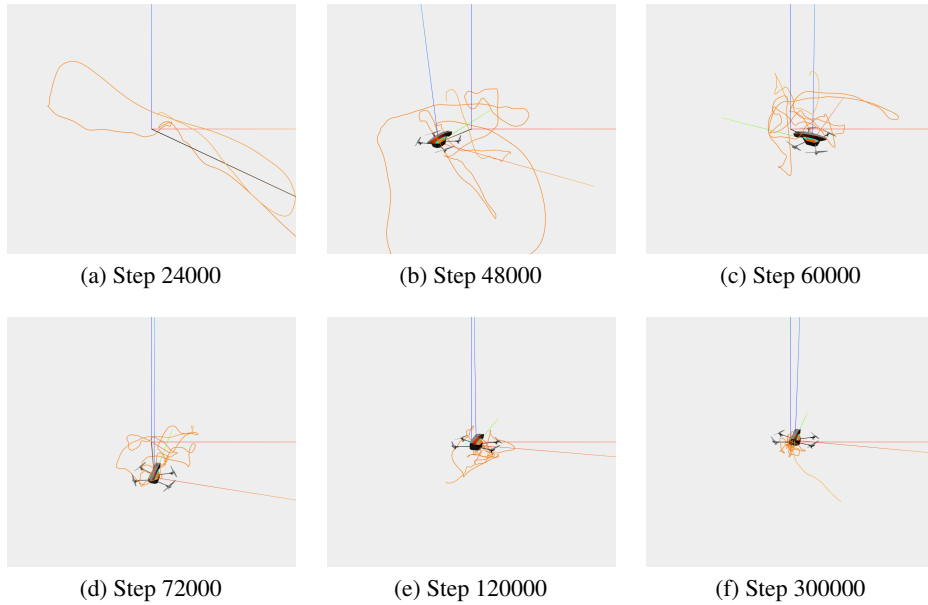 (a) Step 24000
(b) Step 48000
(c) Step 60000
(d) Step 72000
(e) Step 120000
(f) Step 300000